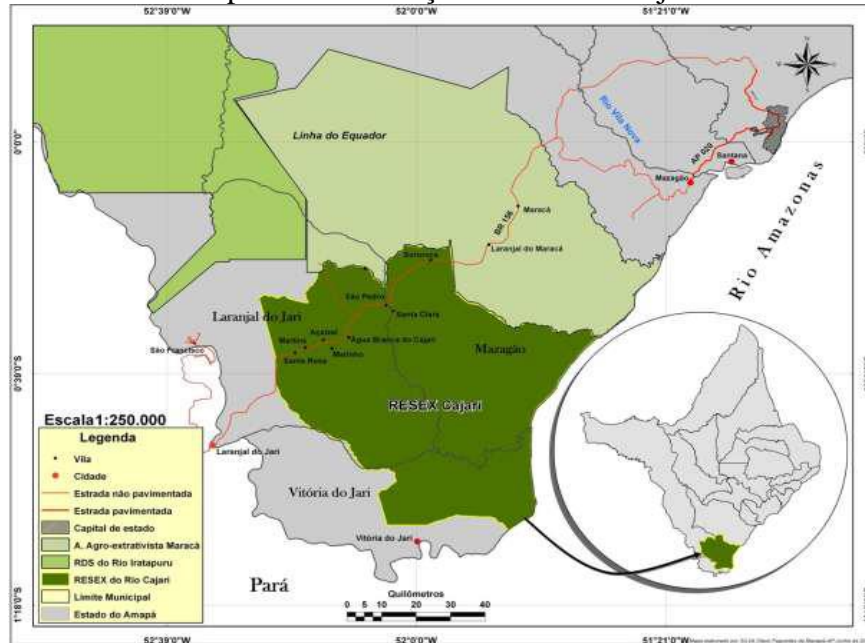 52°39'0"W 52°0'0"W 51°21'0"W
0°0'0"
Linha do Equador
Rio Vila Nova
AP 020
Santana
Mazagão
BR 156
Maracá
Laranjal do Maracá
Rio Amazonas
São Pedro
Santa Clara
Laranjal do Jari
Açaizal
Água Branca do Cajari
Martins
Santa Rosa
Mazagão
São Francisco
0°39'0"S
RESEX Cajari
Escala1:250.000
Legenda
Vila
Cidade
Estrada não pavimentada
Estrada pavimentada
Capital de estado
A. Agro-extrativista Maracá
RDS do Rio Iratapuru
RESEX do Rio Cajari
Limite Municipal
Estado do Amapá
Laranjal do Jari
Vitória do Jari
Vitória do Jari
Pará
Quilômetros
0 5 10 20 30 40
1°18'0"S
52°39'0"W 52°0'0"W 51°21'0"W